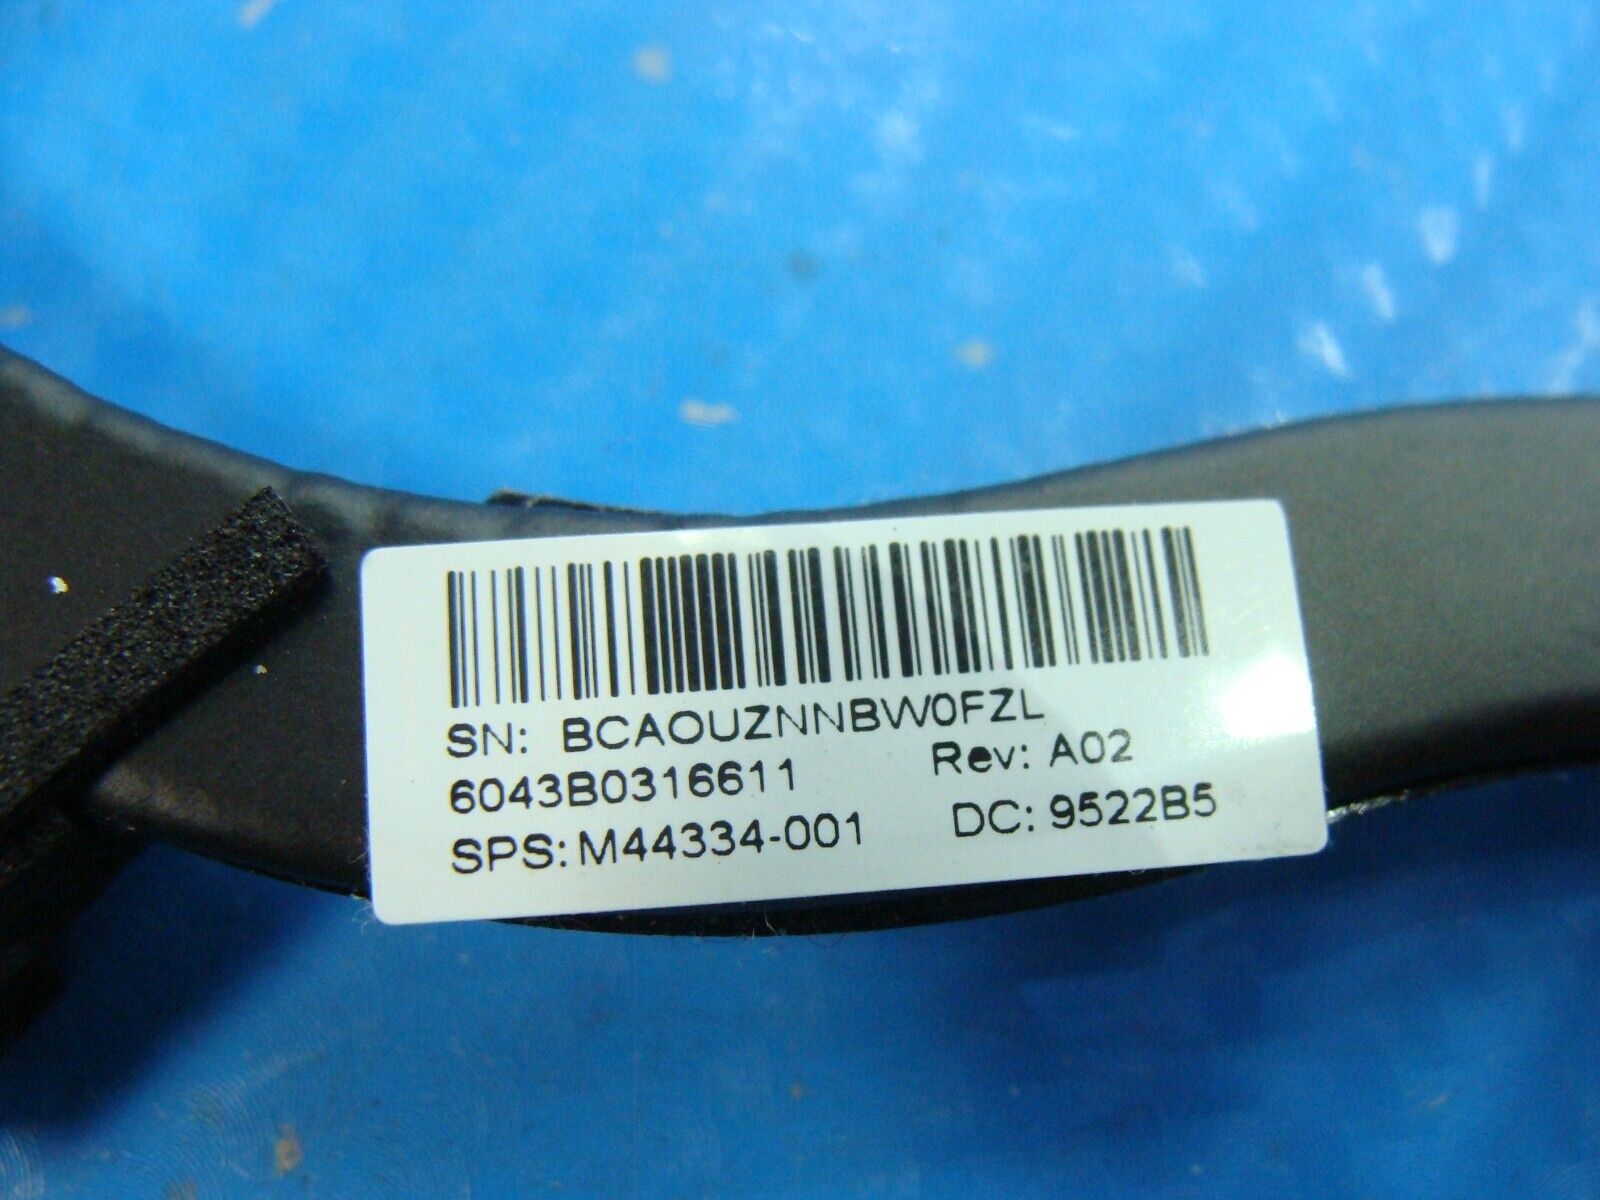 SN: BCAOUZNNBW0FZL
6043B0316611 Rev: A02
SPS: M44334-001 DC: 9522B5